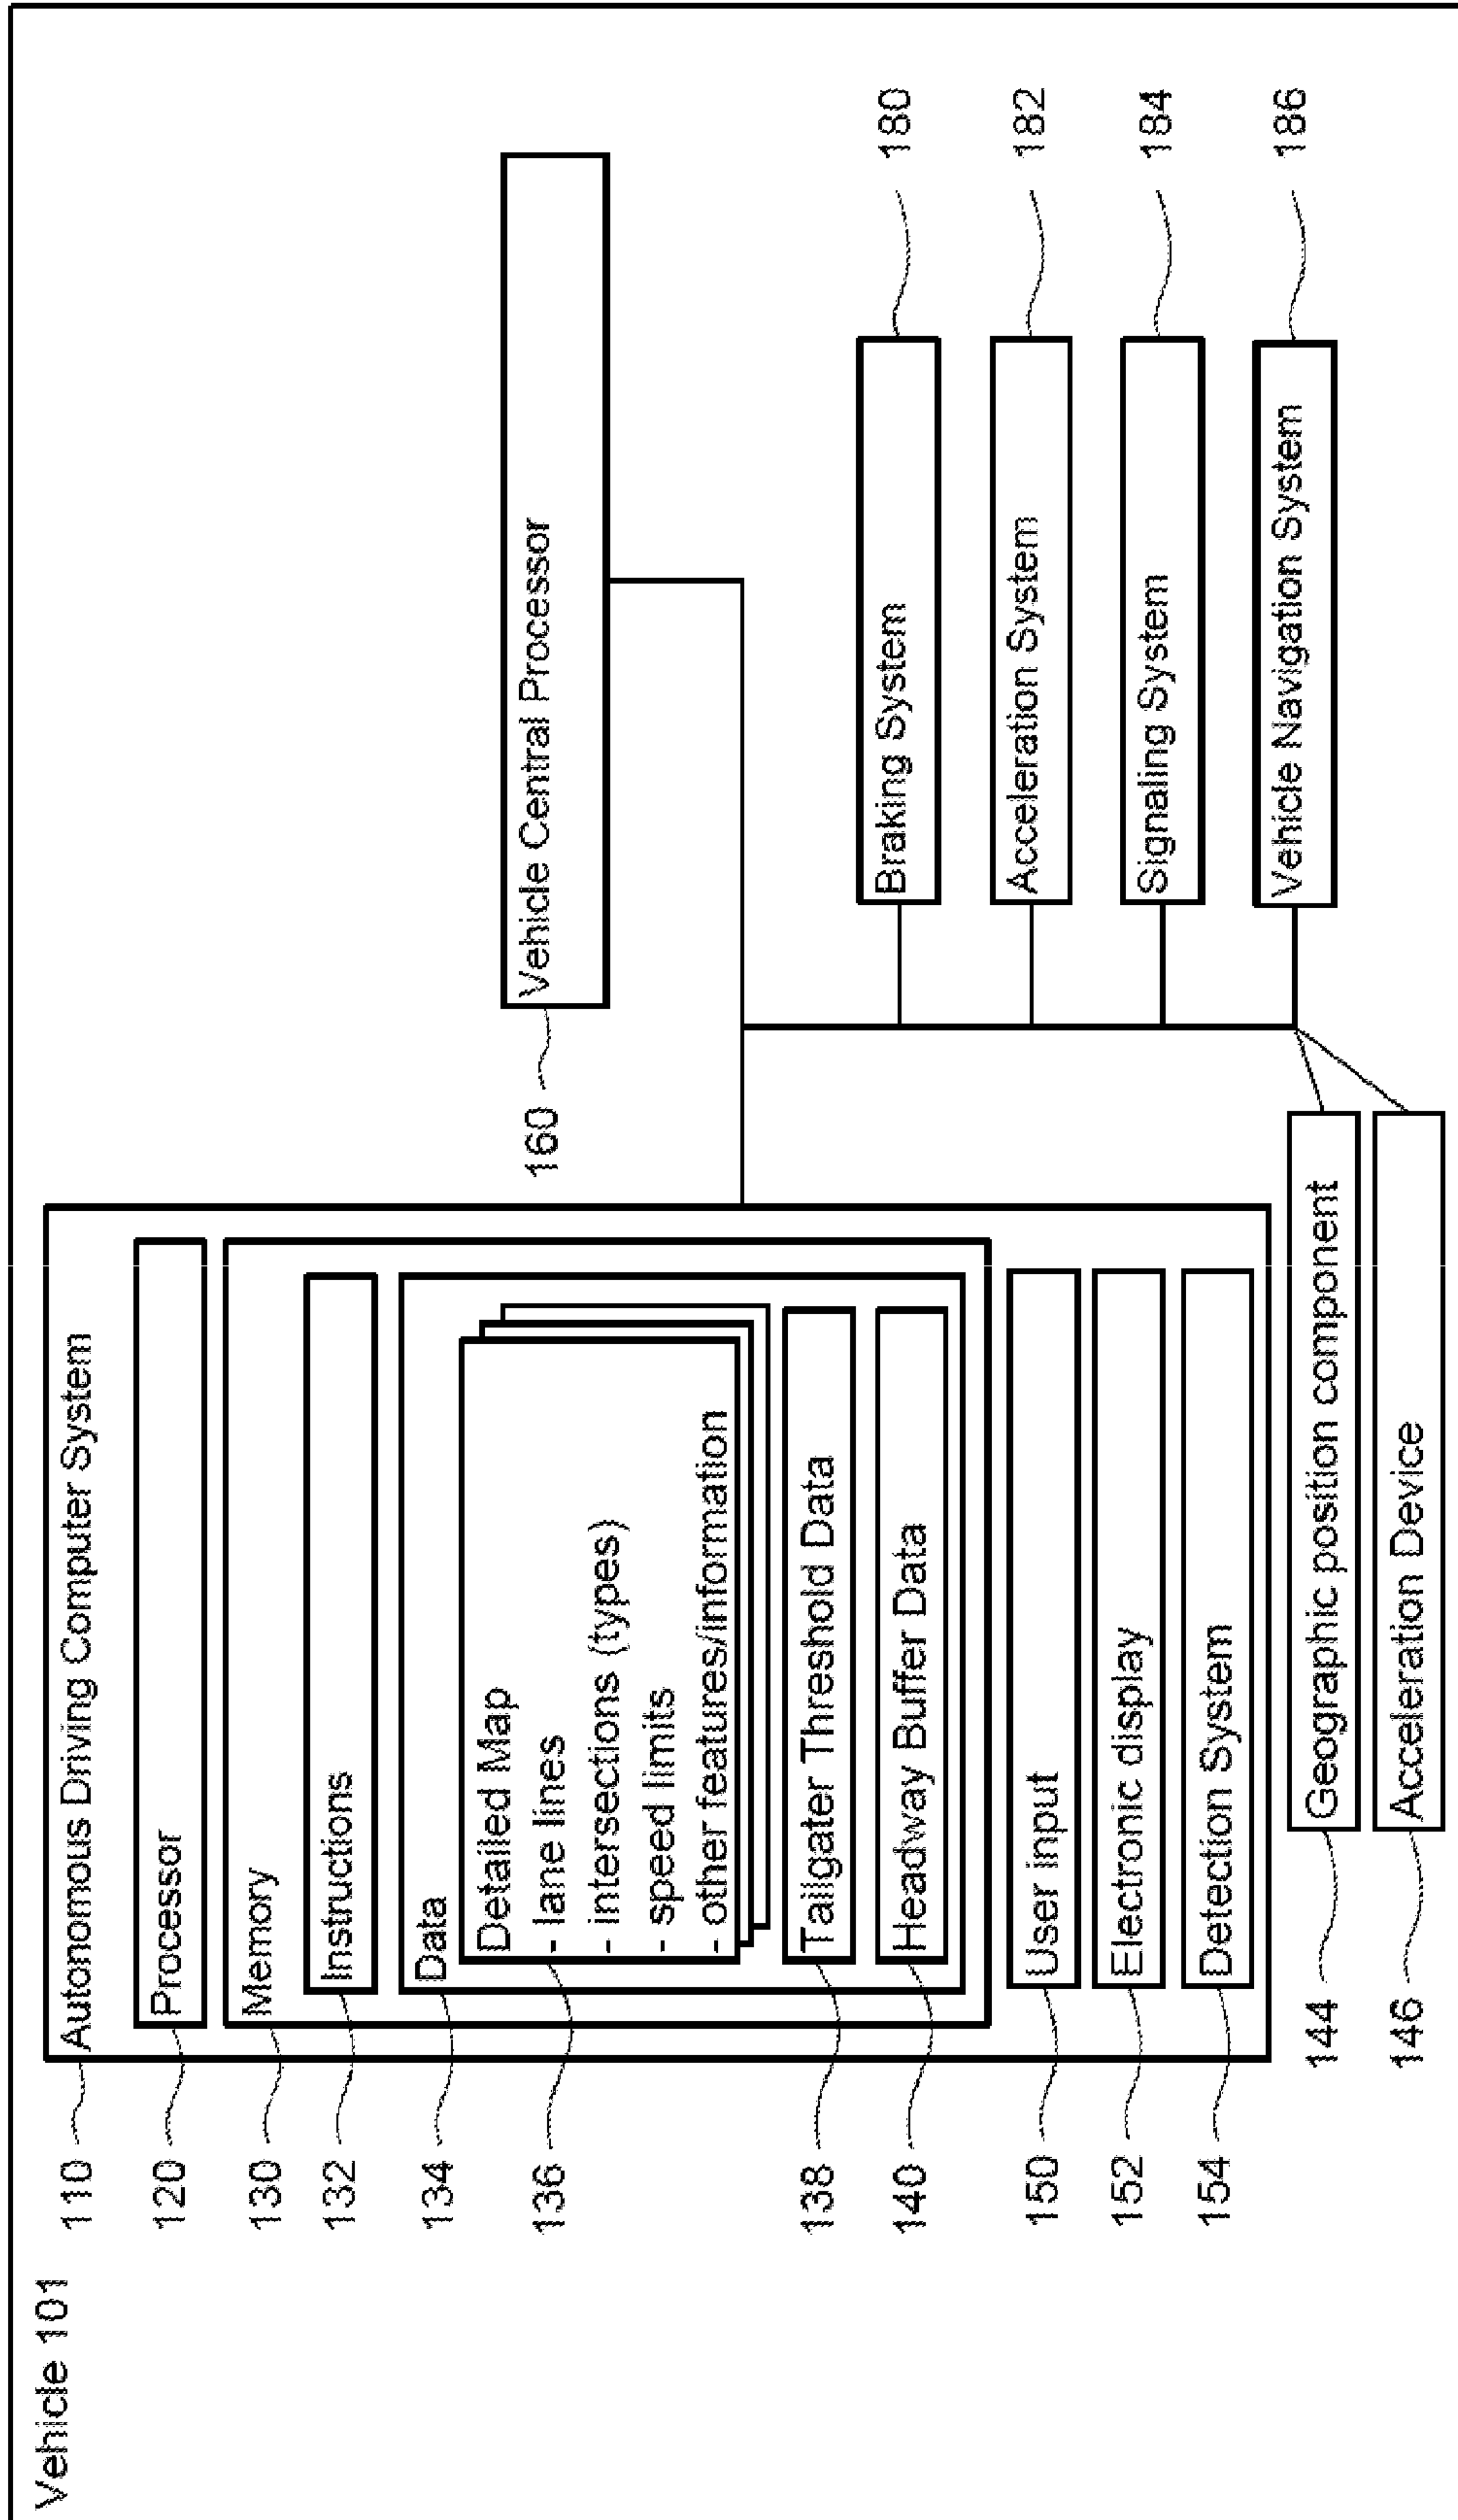 Vehicle 101
110
Autonomous Driving Computer System
120
Processor
130
Memory
132
Instructions
134
Data
136
Detailed Map
- lane lines
- intersections (types)
- speed limits
- other features/information
138
Tailgater Threshold Data
140
Headway Buffer Data
150
User input
152
Electronic display
154
Detection System
144
Geographic position component
146
Acceleration Device
160
Vehicle Central Processor
Braking System
180
Acceleration System
182
Signaling System
184
Vehicle Navigation System
186